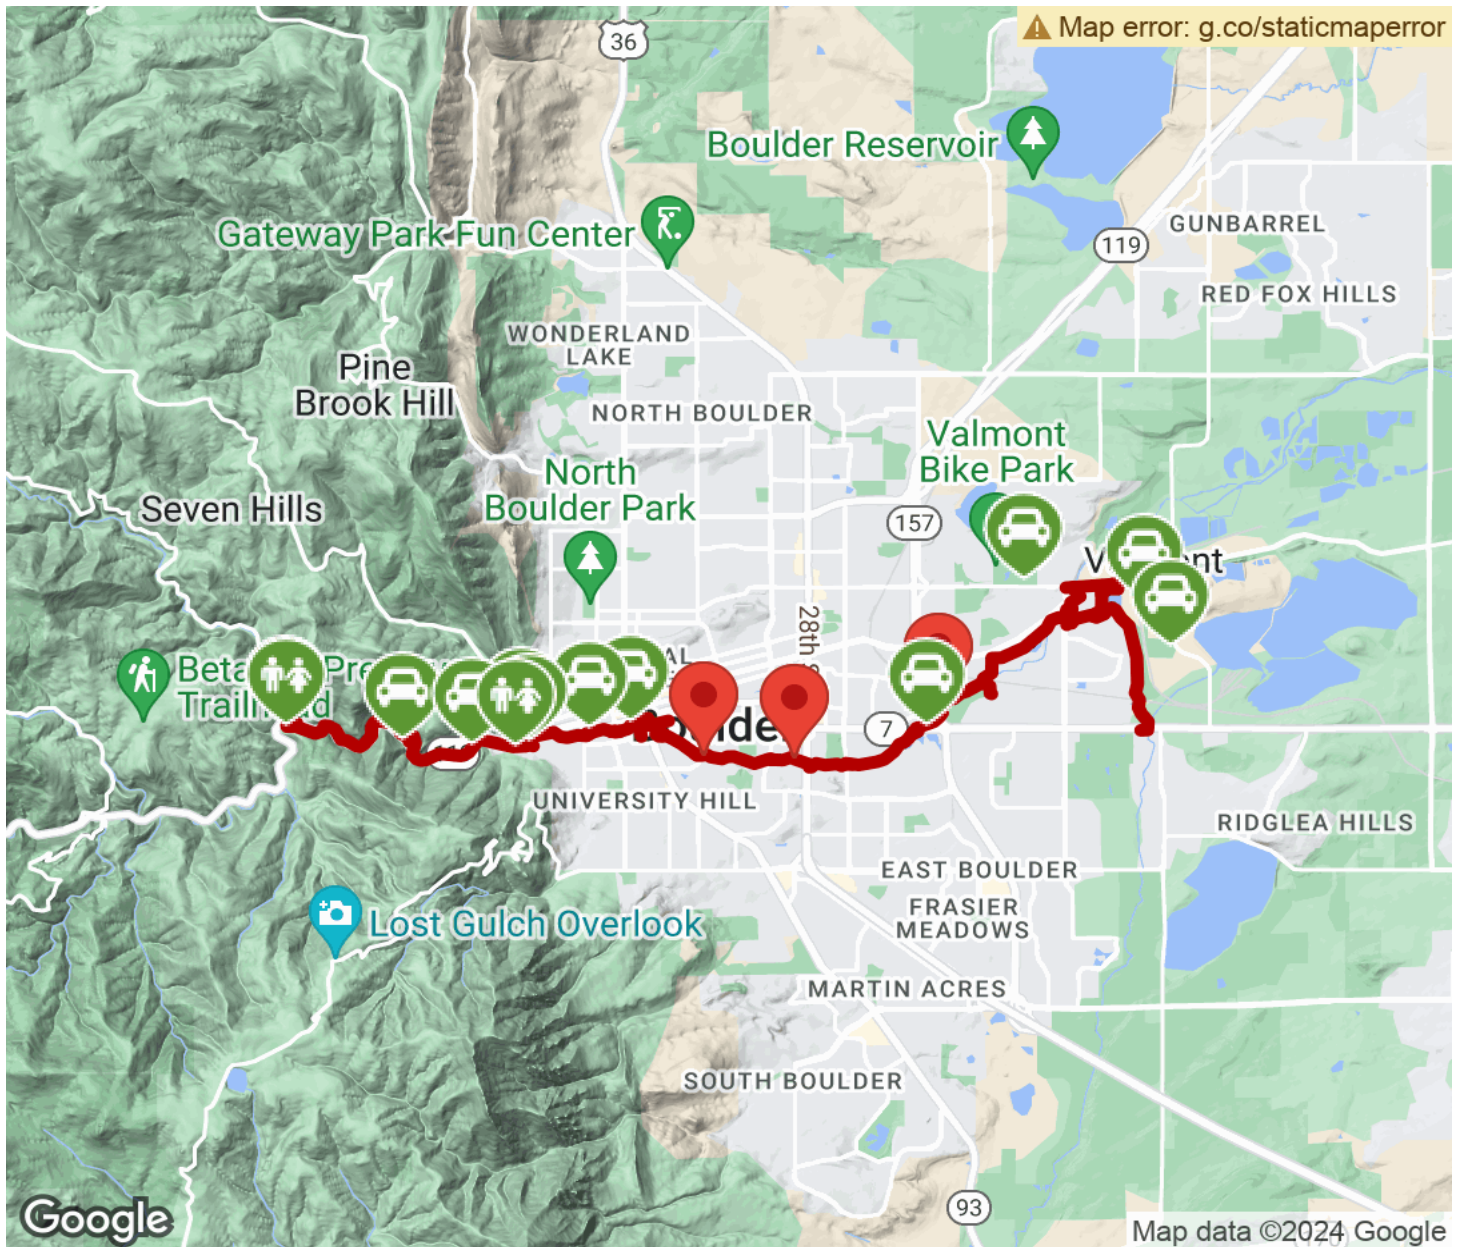 Map error: g.co/staticmaperror
36
Boulder Reservoir
Gateway Park Fun Center
GUNBARREL
119
RED FOX HILLS
WONDERLAND
LAKE
Pine
Brook Hill
NORTH BOULDER
Valmont
Bike Park
North
Boulder Park
Seven Hills
157
28th
7
UNIVERSITY HILL
RIDGLEA HILLS
EAST BOULDER
FRASIER
MEADOWS
Lost Gulch Overlook
MARTIN ACRES
SOUTH BOULDER
93
Google
Map data ©2024 Google